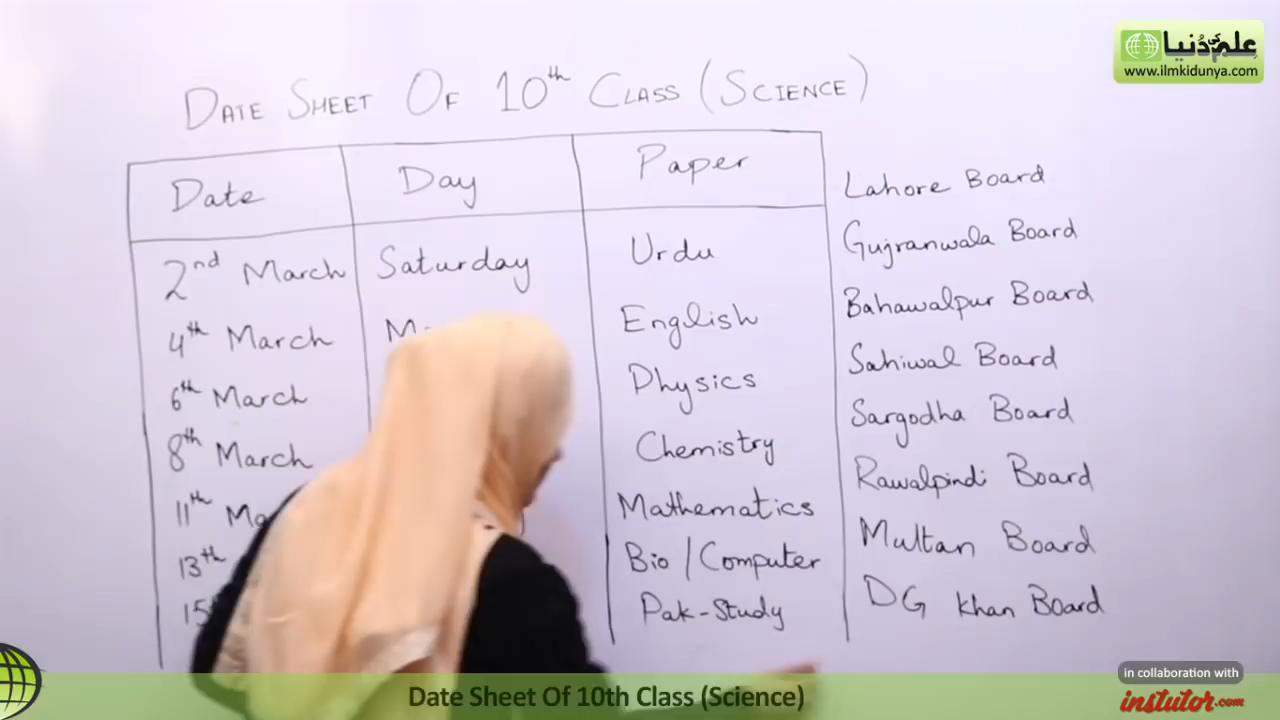 علم کی دُنیا
www.ilmkidunya.com
DATE SHEET OF 10th CLASS (SCIENCE)
Date Day Paper
2nd March Saturday Urdu
4th March English
6th March Physics
8th March Chemistry
11th Mathematics
13th Bio / Computer
Pak-Study
Lahore Board
Gujranwala Board
Bahawalpur Board
Sahiwal Board
Sargodha Board
Rawalpindi Board
Multan Board
DG Khan Board
in collaboration with
instutor.com
Date Sheet Of 10th Class (Science)